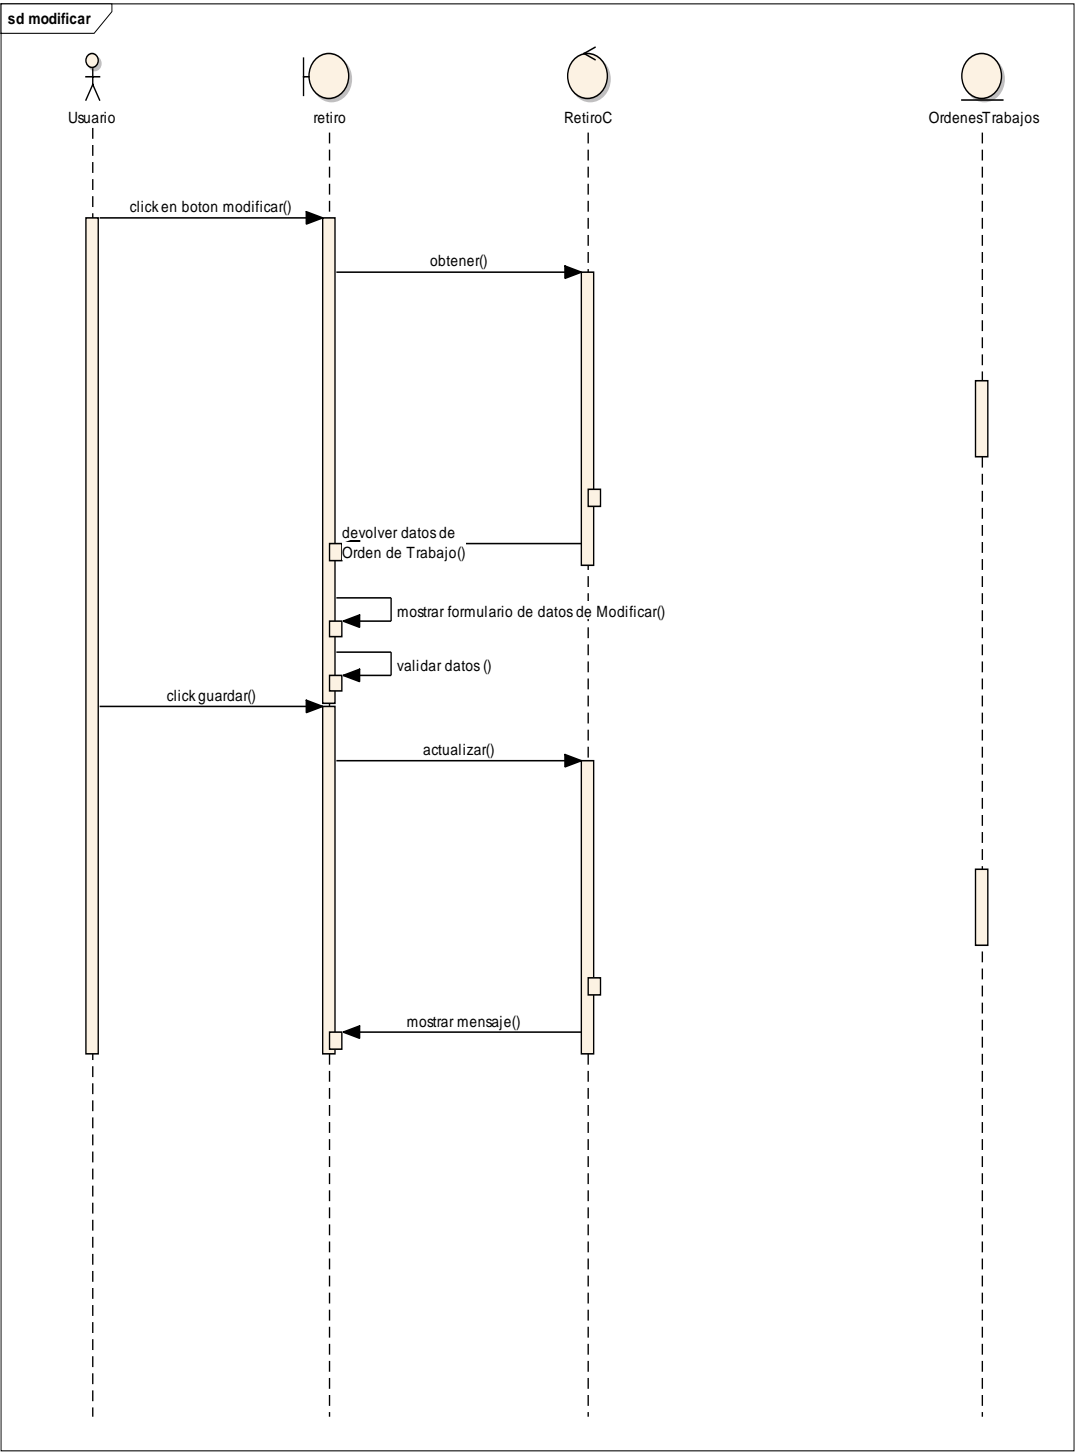 sd modificar
Usuario
retiro
RetiroC
OrdenesTrabajos
click en boton modificar()
obtener()
devolver datos de
Orden de Trabajo()
mostrar formulario de datos de Modificar()
validar datos ()
click guardar()
actualizar()
mostrar mensaje()